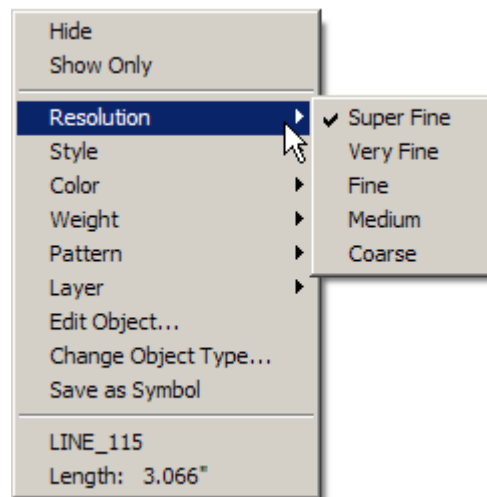 Hide
Show Only
Resolution
Style
Color
Weight
Pattern
Layer
Edit Object...
Change Object Type...
Save as Symbol
LINE_115
Length: 3.066"
Super Fine
Very Fine
Fine
Medium
Coarse